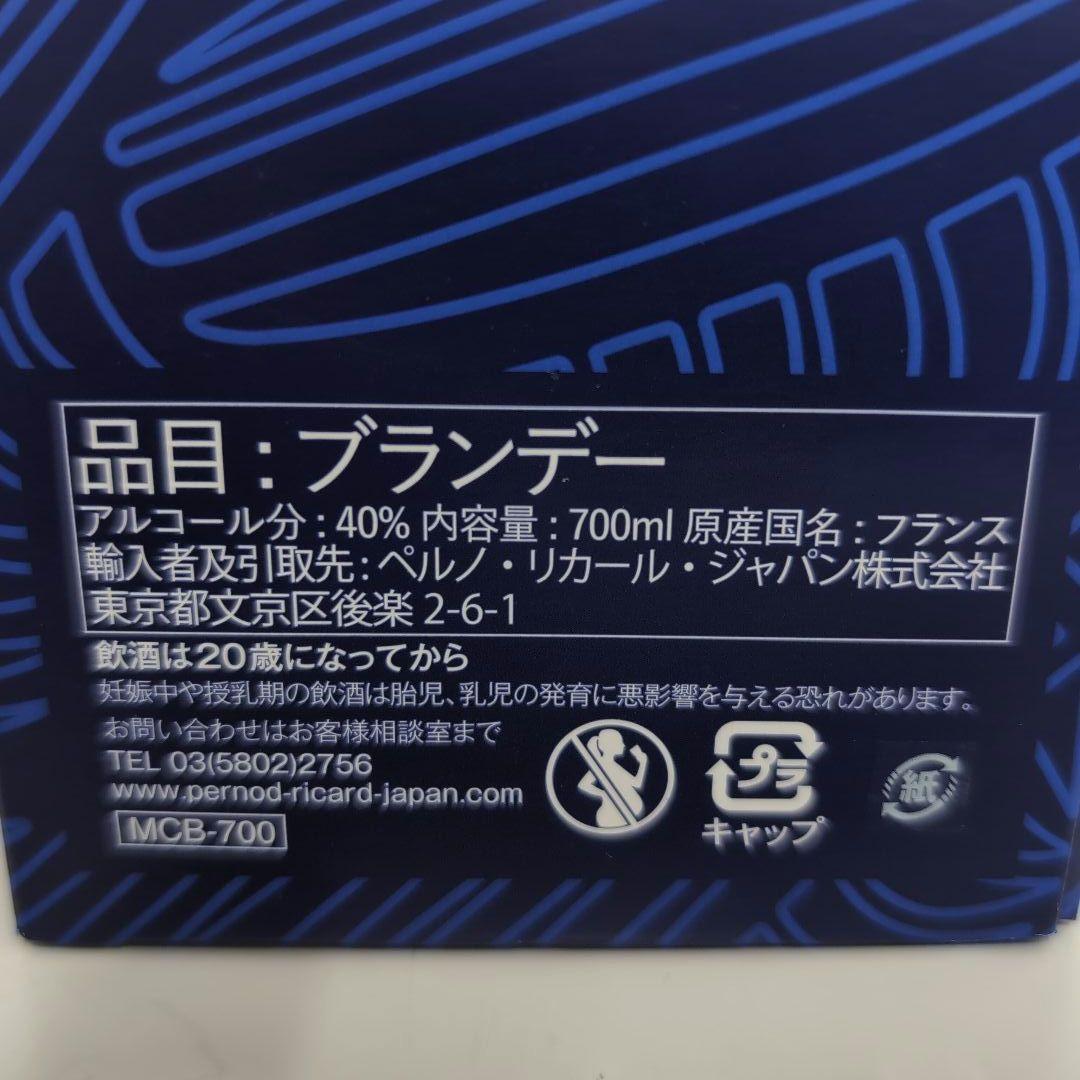 品目 : ブランデー
アルコール分 : 40% 内容量 : 700ml 原産国名 : フランス
輸入者及引取先 : ペルノ・リカール・ジャパン株式会社
東京都文京区後楽 2-6-1
飲酒は20歳になってから
妊娠中や授乳期の飲酒は胎児、乳児の発育に悪影響を与える恐れがあります。
お問い合わせはお客様相談室まで
TEL 03(5802)2756
www.pernod-ricard-japan.com
MCB-700
プラ
キャップ
紙